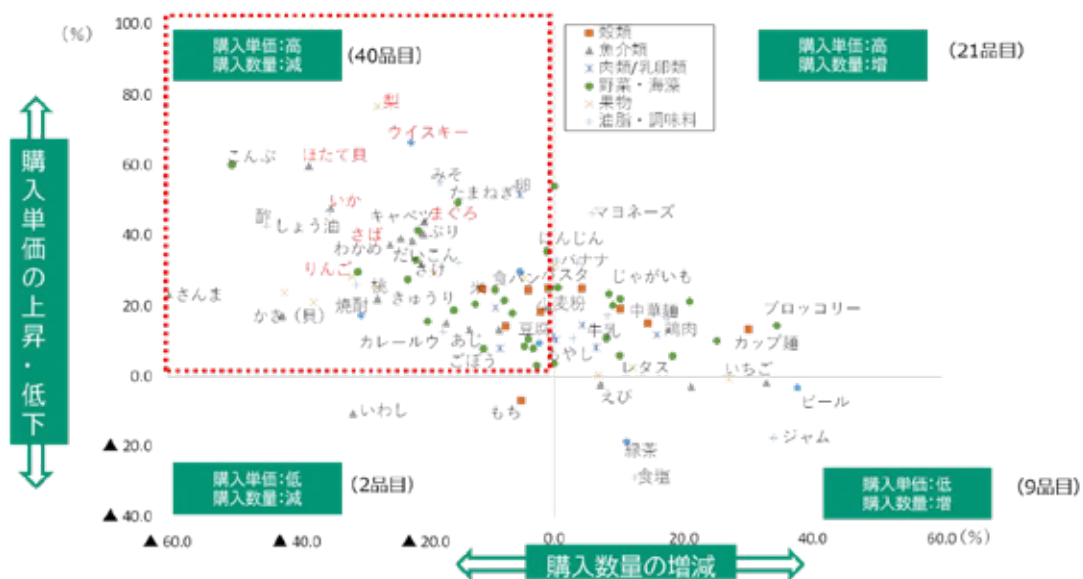 (%)
100.0
80.0
60.0
40.0
20.0
0.0
▲ 20.0
▲ 40.0
購入単価の上昇・低下
購入単価:高
購入数量:減
(40品目)
購入単価:高
購入数量:増
(21品目)
穀類
魚介類
肉類/乳卵類
野菜・海藻
果物
油脂・調味料
梨
ウイスキー
こんぶ
ほたて貝
みそ
卵
たまねぎ
いか
酢
しょう油
キャベツ
まぐろ
ぶり
マヨネーズ
さば
わかめ
だいこん
さけ
にんじん
バナナ
りんご
桃
米
食パン
パスタ
じゃがいも
さんま
かき(貝)
焼酎
きゅうり
小麦粉
中華麺
ブロッコリー
カレールウ
あし
豆腐
牛乳
鶏肉
カップ麺
ごぼう
もやし
レタス
いちご
えび
ビール
いわし
もち
緑茶
ジャム
食塩
購入単価:低
購入数量:減
(2品目)
購入単価:低
購入数量:増
(9品目)
▲ 60.0
▲ 40.0
▲ 20.0
0.0
20.0
40.0
60.0
(%)
購入数量の増減